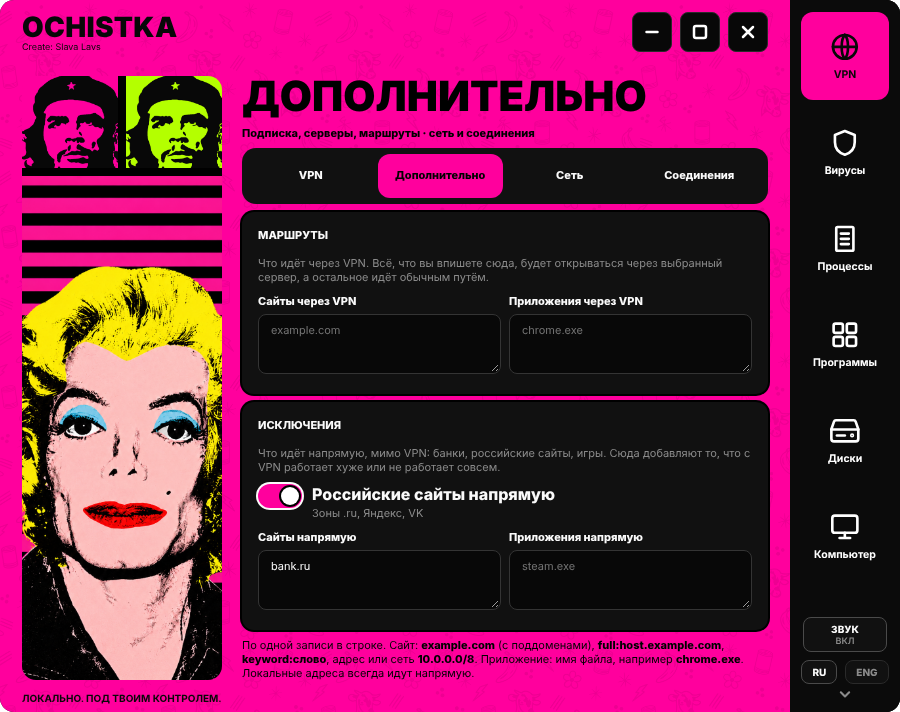 OCHISTKA
Create: Slava Lavs
ДОПОЛНИТЕЛЬНО
Подписка, серверы, маршруты · сеть и соединения
VPN
Дополнительно
Сеть
Соединения
МАРШРУТЫ
Что идёт через VPN. Всё, что вы впишете сюда, будет открываться через выбранный
сервер, а остальное идёт обычным путём.
Сайты через VPN
Приложения через VPN
example.com
chrome.exe
ИСКЛЮЧЕНИЯ
Что идёт напрямую, мимо VPN: банки, российские сайты, игры. Сюда добавляют то, что с
VPN работает хуже или не работает совсем.
Российские сайты напрямую
Зоны .ru, Яндекс, VK
Сайты напрямую
Приложения напрямую
bank.ru
steam.exe
По одной записи в строке. Сайт: example.com (с поддоменами), full:host.example.com,
keyword:слово, адрес или сеть 10.0.0.0/8. Приложение: имя файла, например chrome.exe.
Локальные адреса всегда идут напрямую.
ЛОКАЛЬНО. ПОД ТВОИМ КОНТРОЛЕМ.
VPN
Вирусы
Процессы
Программы
Диски
Компьютер
ЗВУК
ВКЛ
RU
ENG